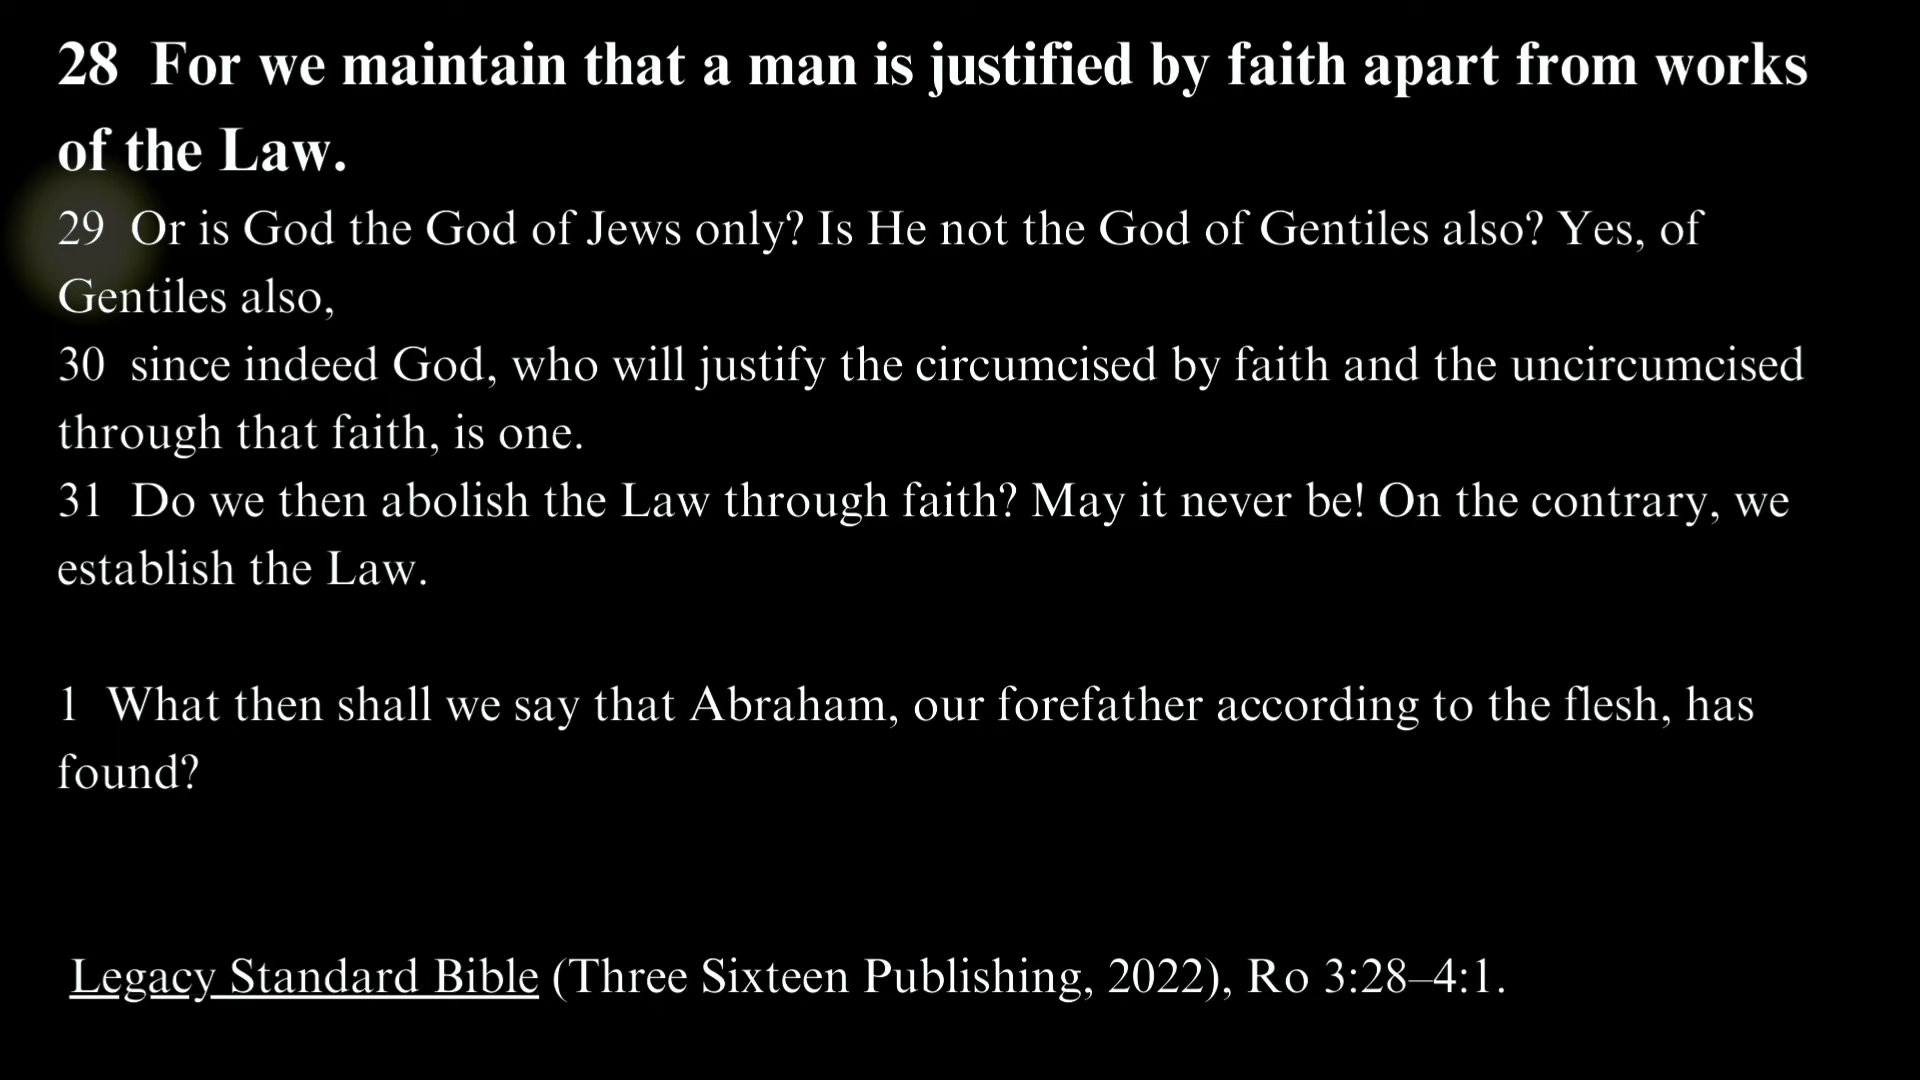 28 For we maintain that a man is justified by faith apart from works
of the Law.
29 Or is God the God of Jews only? Is He not the God of Gentiles also? Yes, of
Gentiles also,
30 since indeed God, who will justify the circumcised by faith and the uncircumcised
through that faith, is one.
31 Do we then abolish the Law through faith? May it never be! On the contrary, we
establish the Law.
1 What then shall we say that Abraham, our forefather according to the flesh, has
found?
Legacy Standard Bible (Three Sixteen Publishing, 2022), Ro 3:28–4:1.